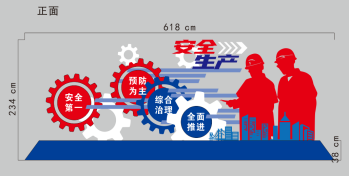 正面
618 cm
安全
生产
234 cm
安全
第一
预防
为主
综合
治理
全面
推进
38 cm